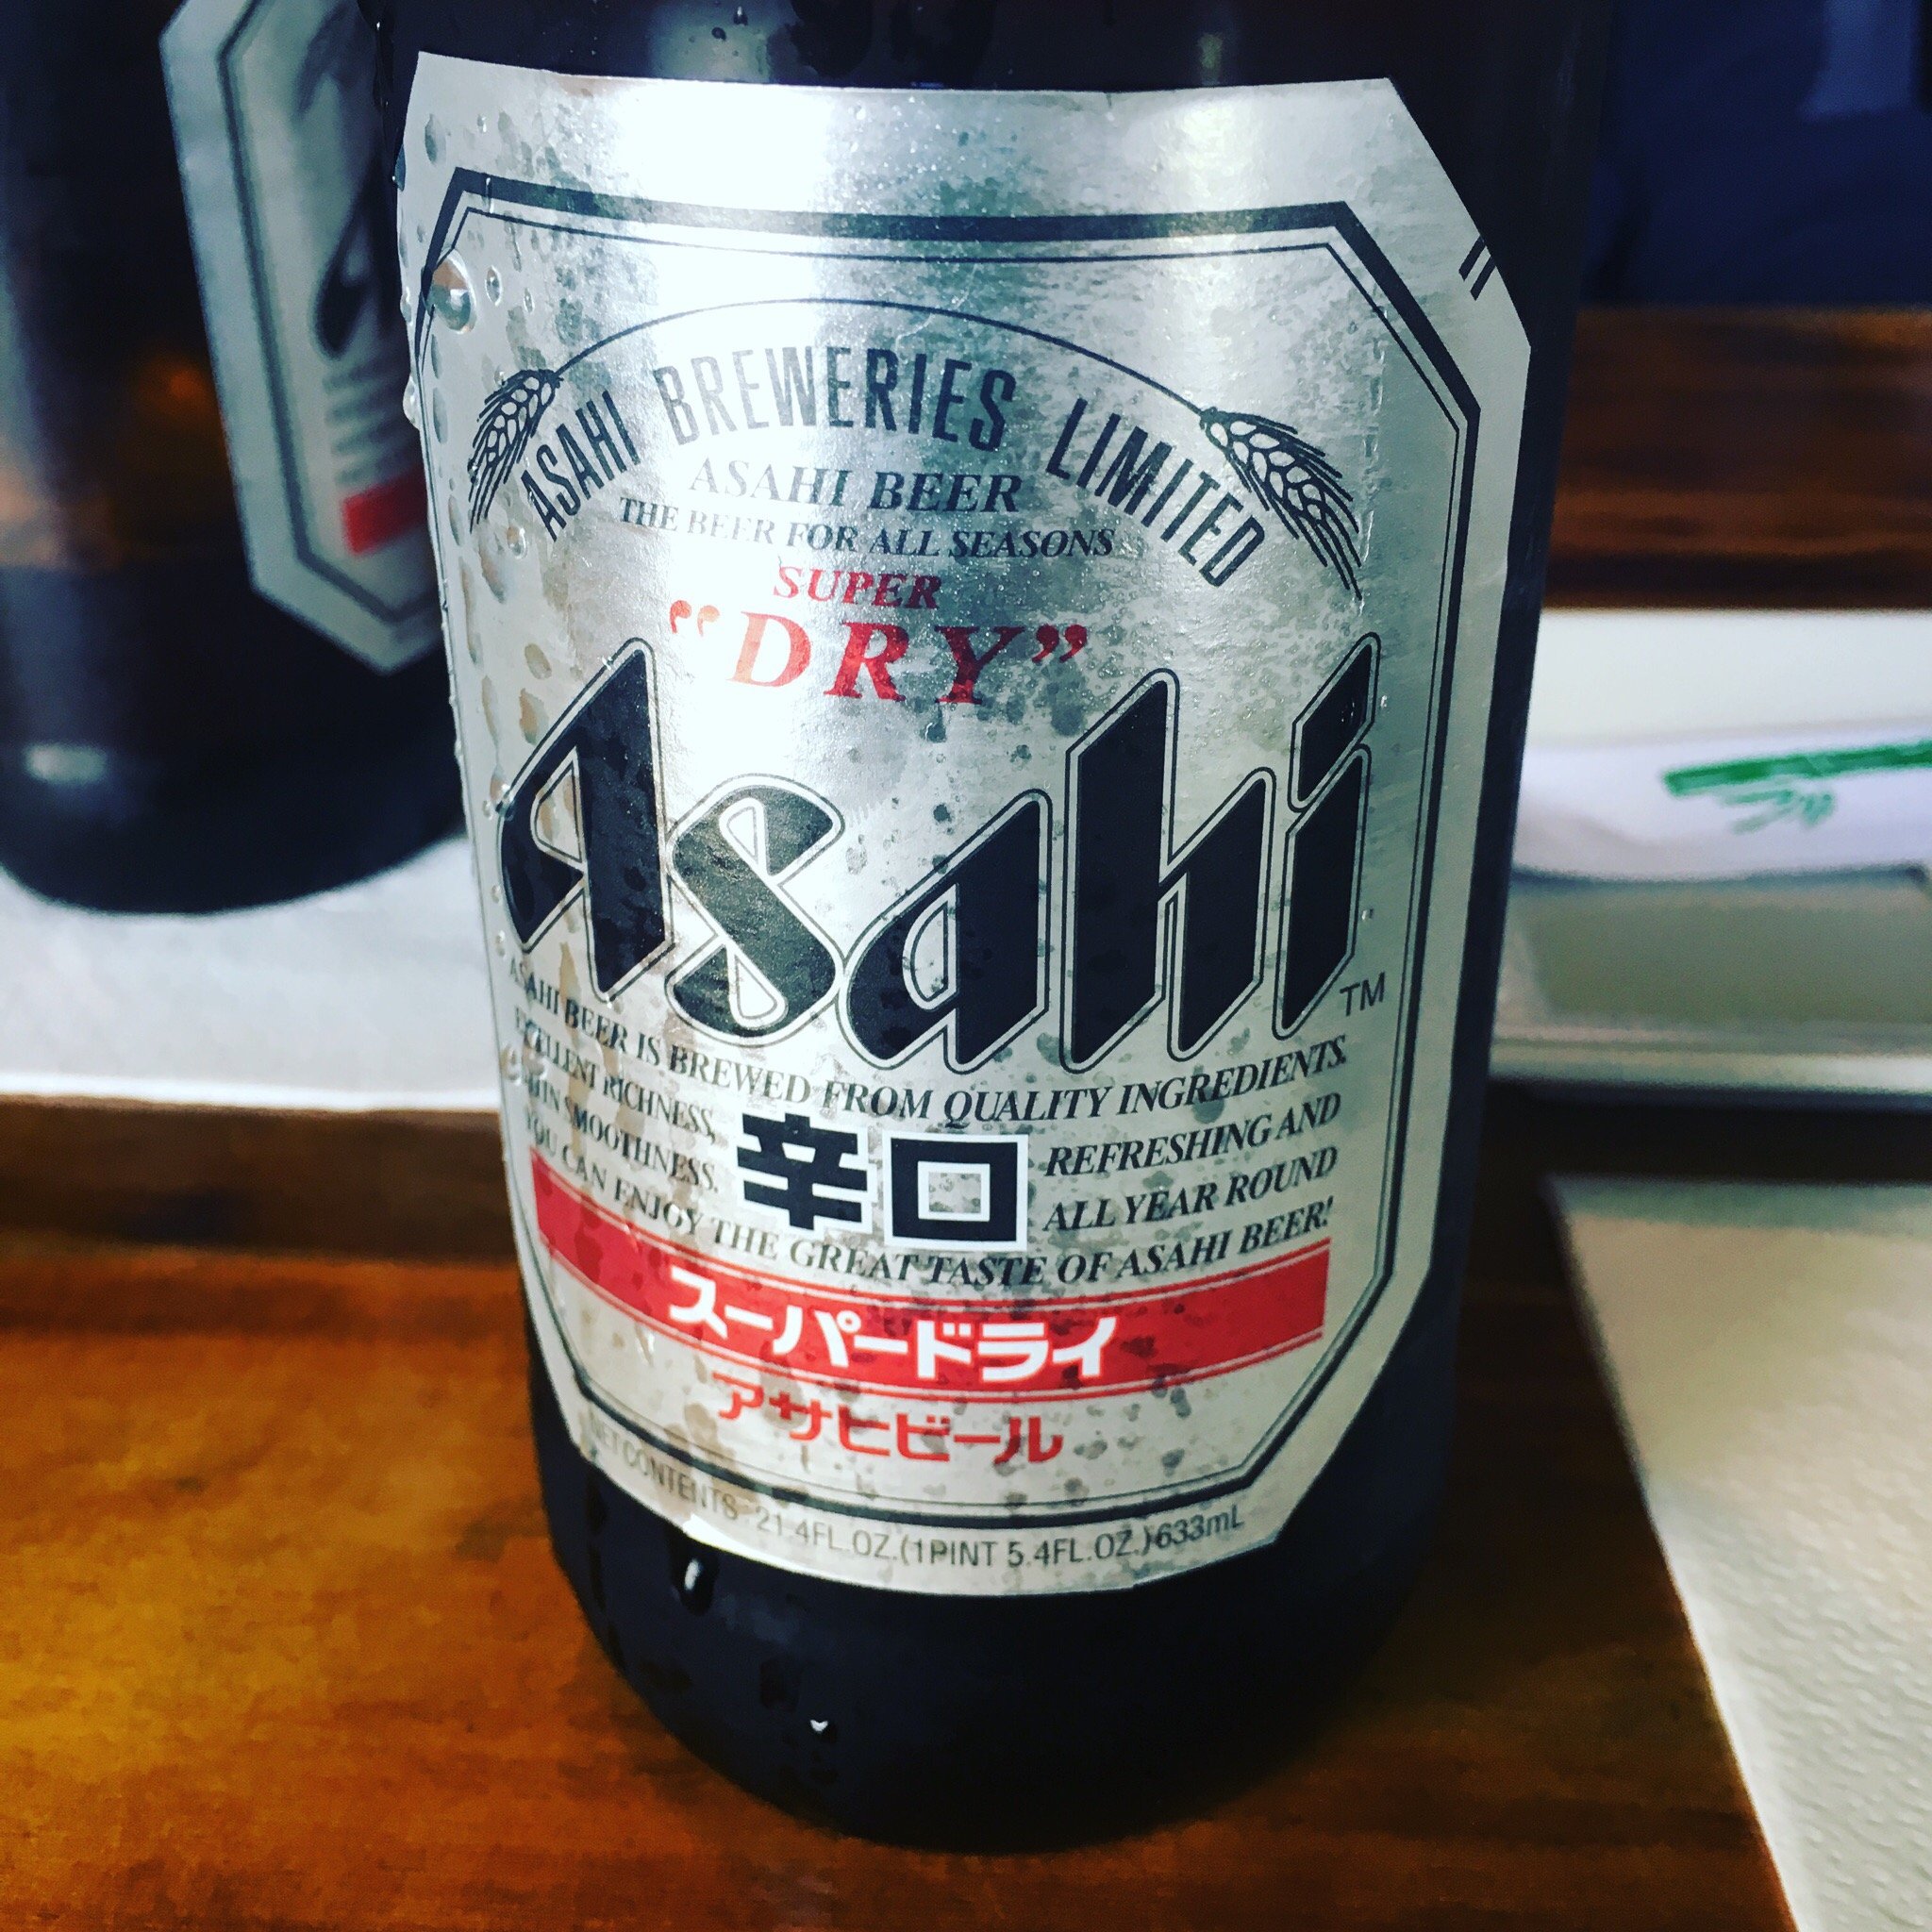 ASAHI BREWERIES LIMITED
ASAHI BEER
THE BEER FOR ALL SEASONS
SUPER
"DRY"
Asahi TM
ASAHI BEER IS BREWED FROM QUALITY INGREDIENTS.
EXCELLENT RICHNESS, REFRESHING AND
SMOOTHNESS. ALL YEAR ROUND
辛口
YOU CAN ENJOY THE GREAT TASTE OF ASAHI BEER!
スーパードライ
アサヒビール
NET CONTENTS 21.4FL.OZ.(1PINT 5.4FL.OZ.)633mL